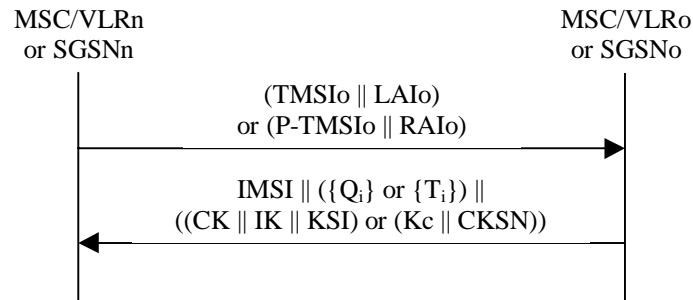 MSC/VLRn
or SGSNn
MSC/VLRo
or SGSNo
(TMSIo || LAIo)
or (P-TMSIo || RAIo)
IMSI || ({Qi} or {Ti}) ||
((CK || IK || KSI) or (Kc || CKSN))